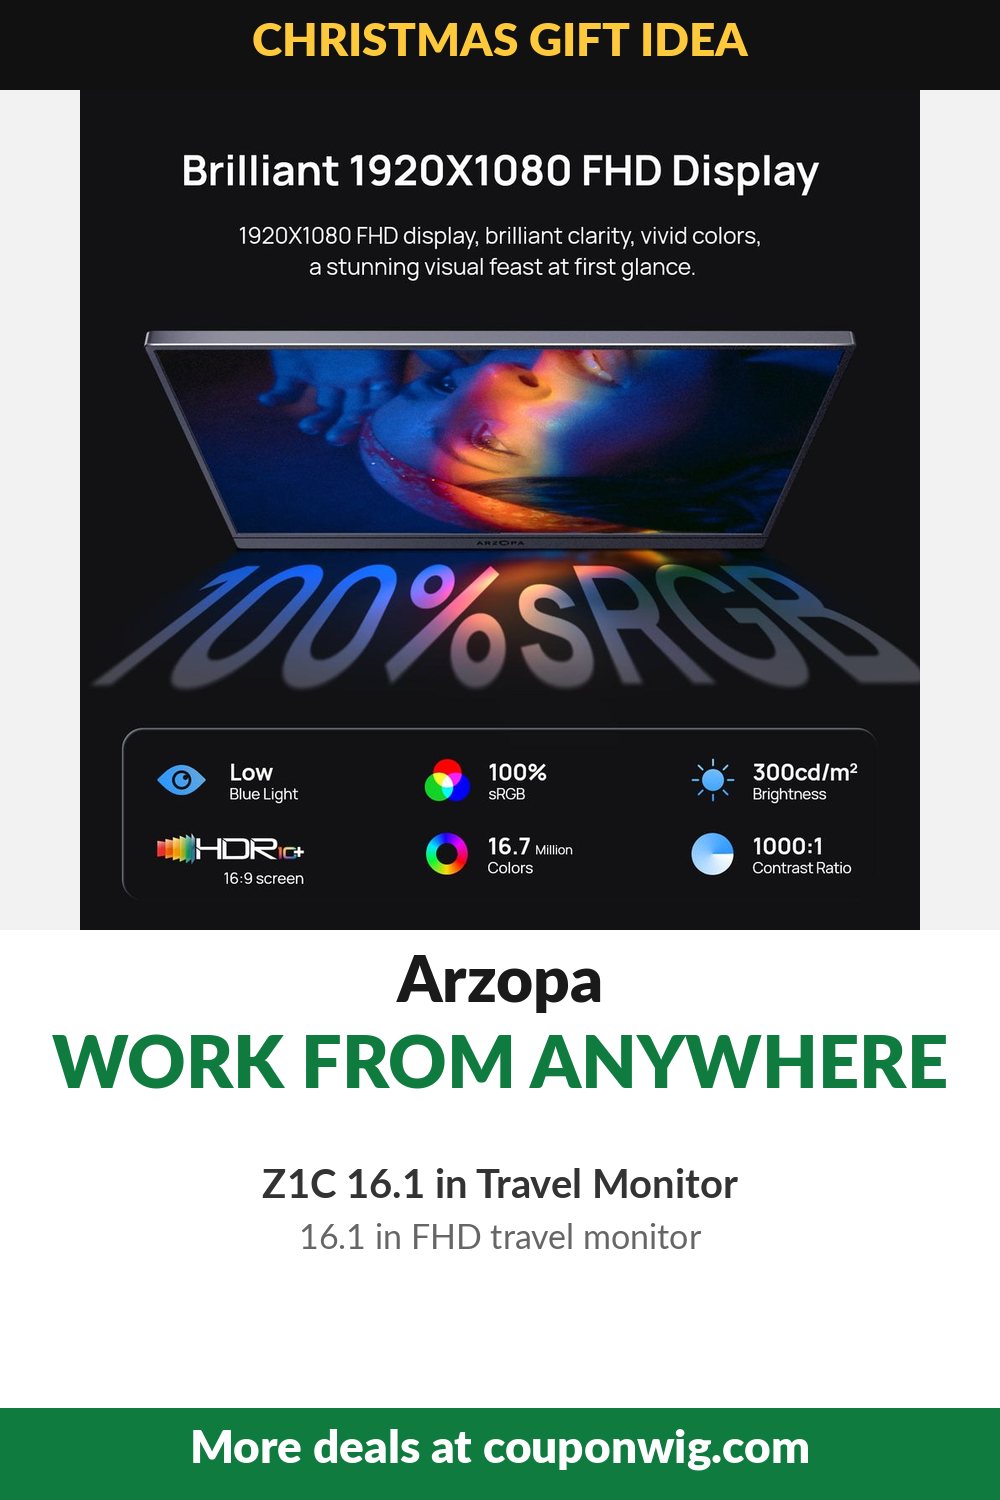 CHRISTMAS GIFT IDEA
Brilliant 1920X1080 FHD Display
1920X1080 FHD display, brilliant clarity, vivid colors,
a stunning visual feast at first glance.
ARZOPA
100%sRGB
Low
Blue Light
100%
sRGB
300cd/m²
Brightness
HDR10+
16:9 screen
16.7 Million
Colors
1000:1
Contrast Ratio
Arzopa
WORK FROM ANYWHERE
Z1C 16.1 in Travel Monitor
16.1 in FHD travel monitor
More deals at couponwig.com